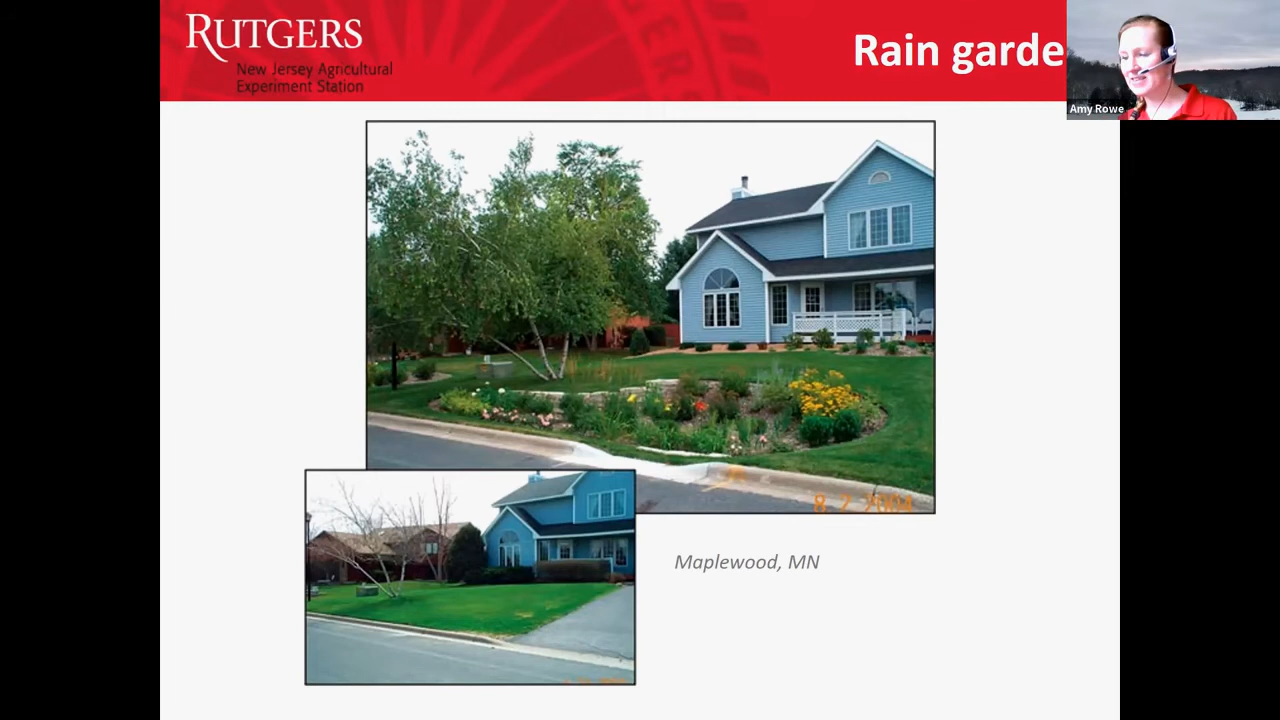 RUTGERS
New Jersey Agricultural
Experiment Station
Rain garde
Amy Rowe
8 2 2004
Maplewood, MN